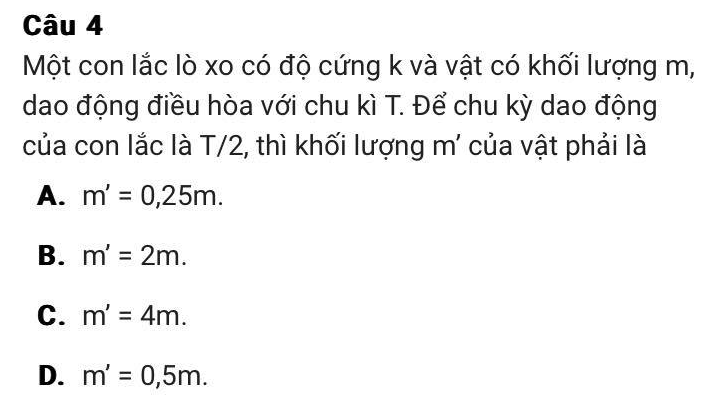 Câu 4
Một con lắc lò xo có độ cứng k và vật có khối lượng m,
dao động điều hòa với chu kì T. Để chu kỳ dao động
của con lắc là T/2, thì khối lượng m’ của vật phải là
A. m’ = 0,25m.
B. m’ = 2m.
C. m’ = 4m.
D. m’ = 0,5m.